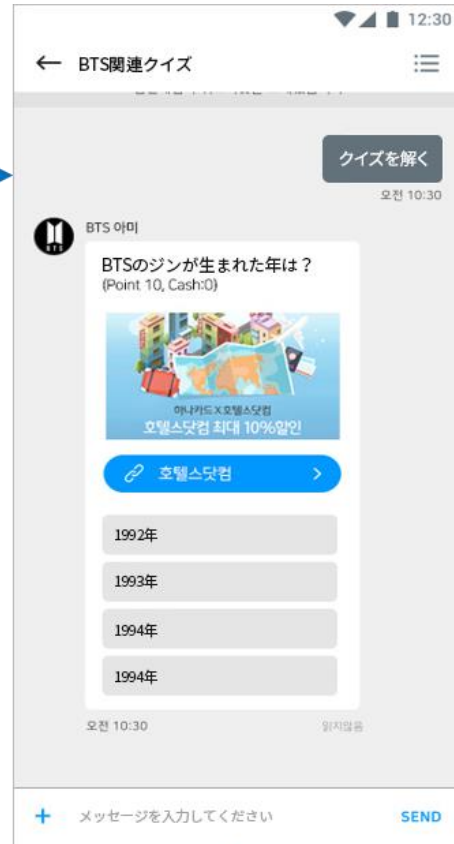 12:30
BTS関連クイズ
クイズを解く
오전 10:30
BTS
BTS 아미
BTSのジンが生まれた年は？
(Point 10, Cash:0)
하나카드 X 호텔스닷컴
호텔스닷컴 최대 10%할인
호텔스닷컴
1992年
1993年
1994年
1994年
오전 10:30
읽지않음
メッセージを入力してください
SEND